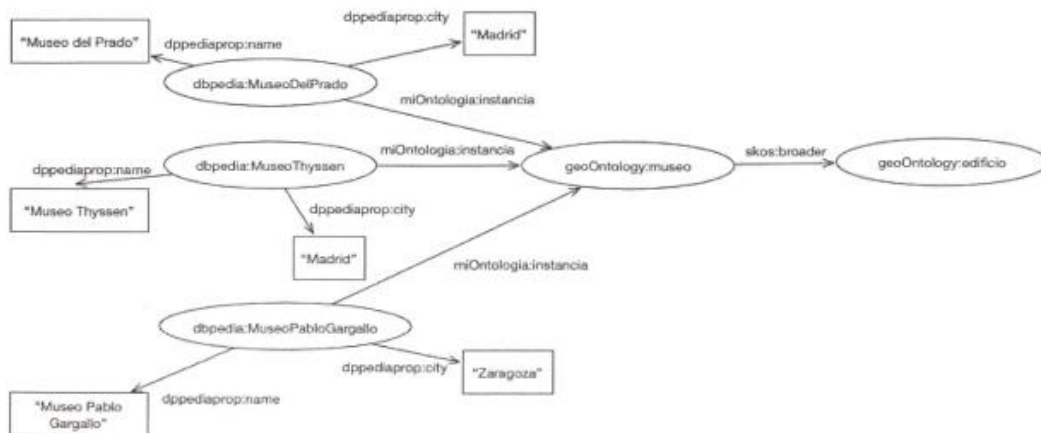 dppediaprop:city
"Museo del Prado"
dppediaprop:name
"Madrid"
dbpedia:MuseoDelPrado
miOntologia:instancia
dbpedia:MuseoThyssen
miOntologia:instancia
geoOntology:museo
skos:broader
geoOntology:edificio
dppediaprop:name
"Museo Thyssen"
dppediaprop:city
"Madrid"
miOntologia:instancia
dbpedia:MuseoPabloGargallo
dppediaprop:city
"Zaragoza"
dppediaprop:name
"Museo Pablo
Gargallo"